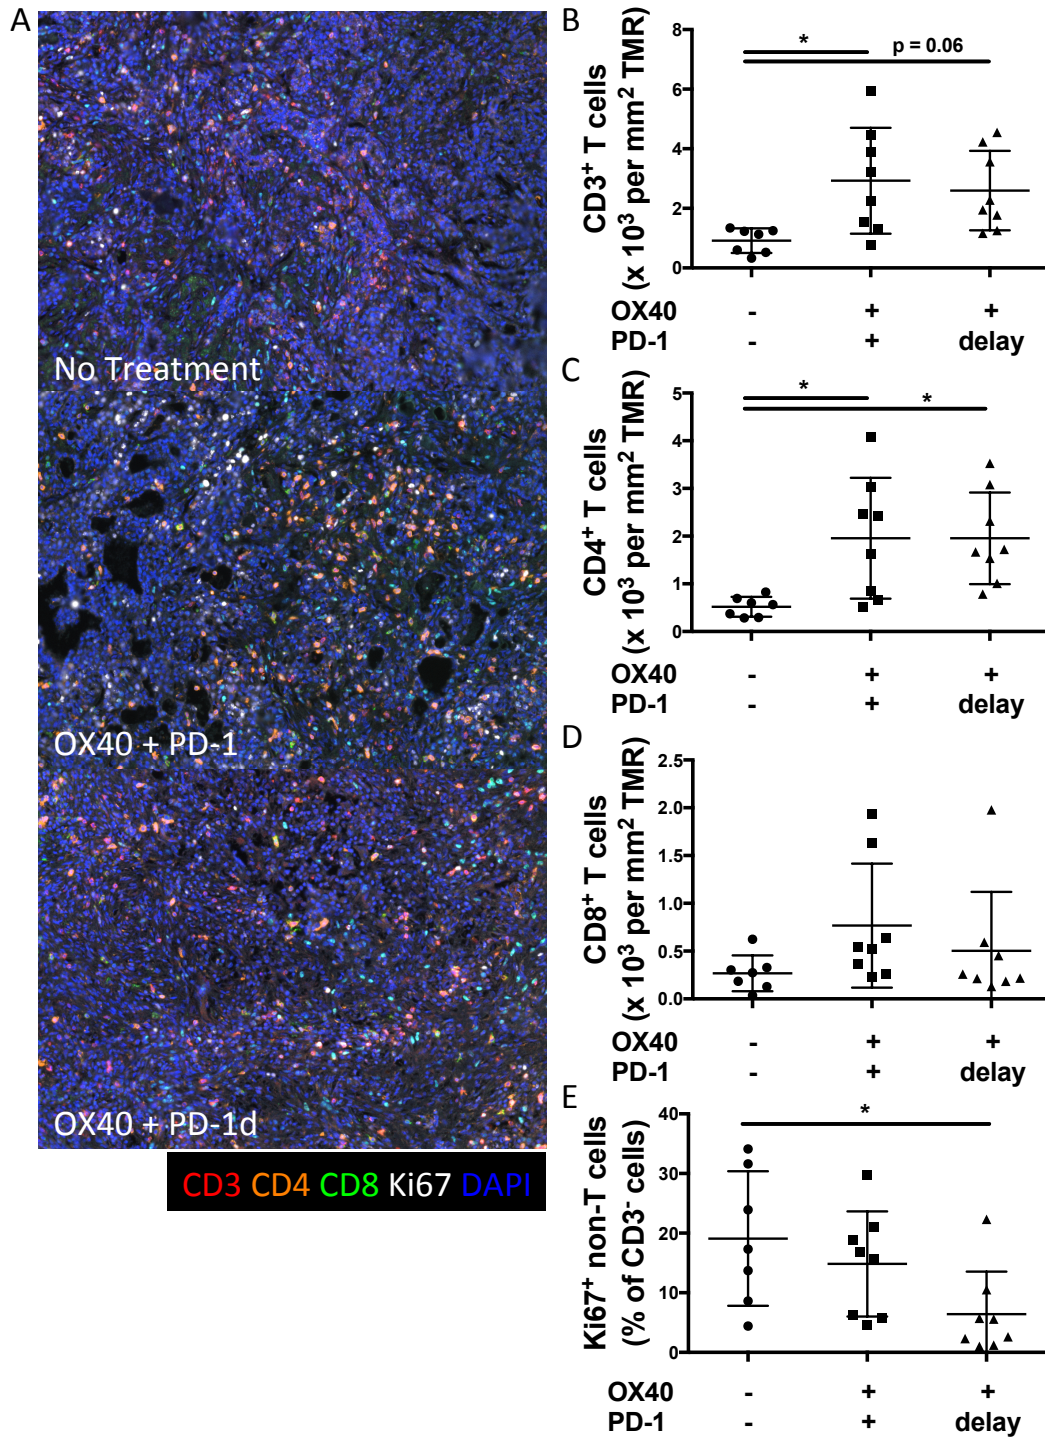 A
No Treatment
OX40 + PD-1
OX40 + PD-1d
CD3 CD4 CD8 Ki67 DAPI
B
CD3⁺ T cells
(x 10³ per mm² TMR)
8
6
4
2
0
*
p = 0.06
OX40 - + +
PD-1 - + delay
C
CD4⁺ T cells
(x 10³ per mm² TMR)
5
4
3
2
1
0
*
*
OX40 - + +
PD-1 - + delay
D
CD8⁺ T cells
(x 10³ per mm² TMR)
2.5
2.0
1.5
1.0
0.5
0.0
OX40 - + +
PD-1 - + delay
E
Ki67⁺ non-T cells
(% of CD3⁻ cells)
40
30
20
10
0
*
OX40 - + +
PD-1 - + delay